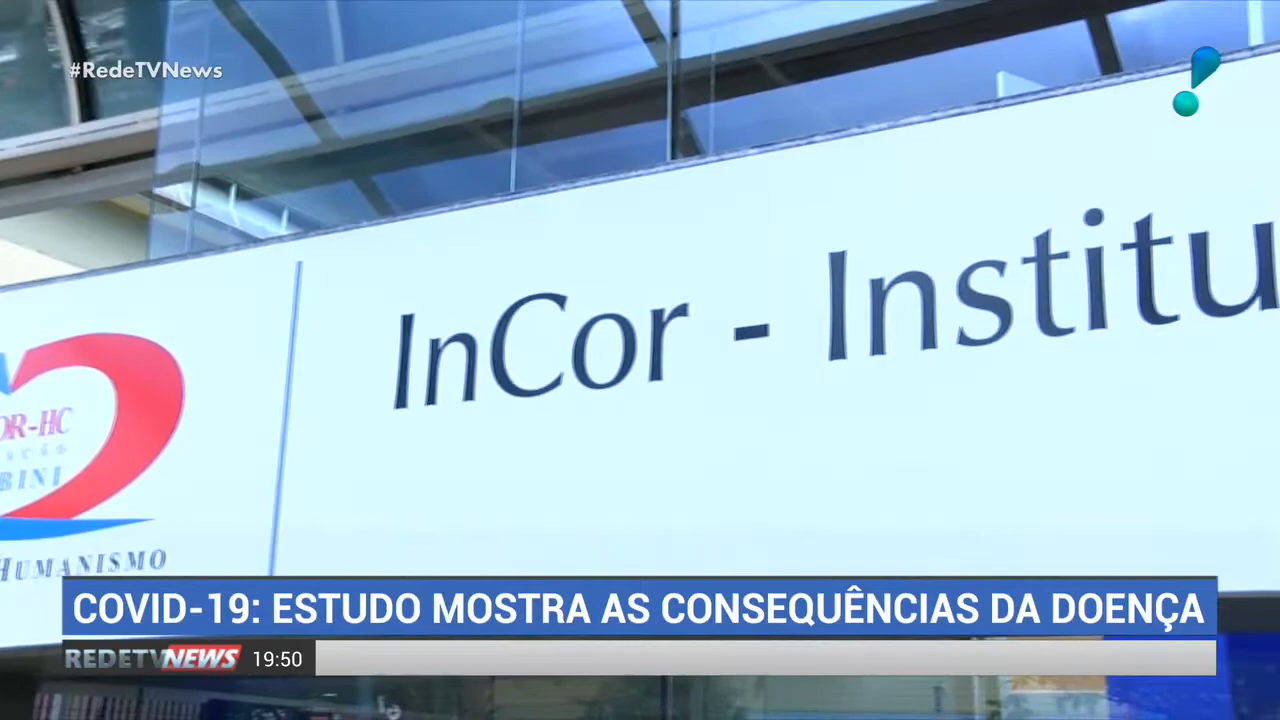 #RedeTVNews
InCor - Institu
OR-HC
BINI
HUMANISMO
COVID-19: ESTUDO MOSTRA AS CONSEQUÊNCIAS DA DOENÇA
REDETV NEWS 19:50